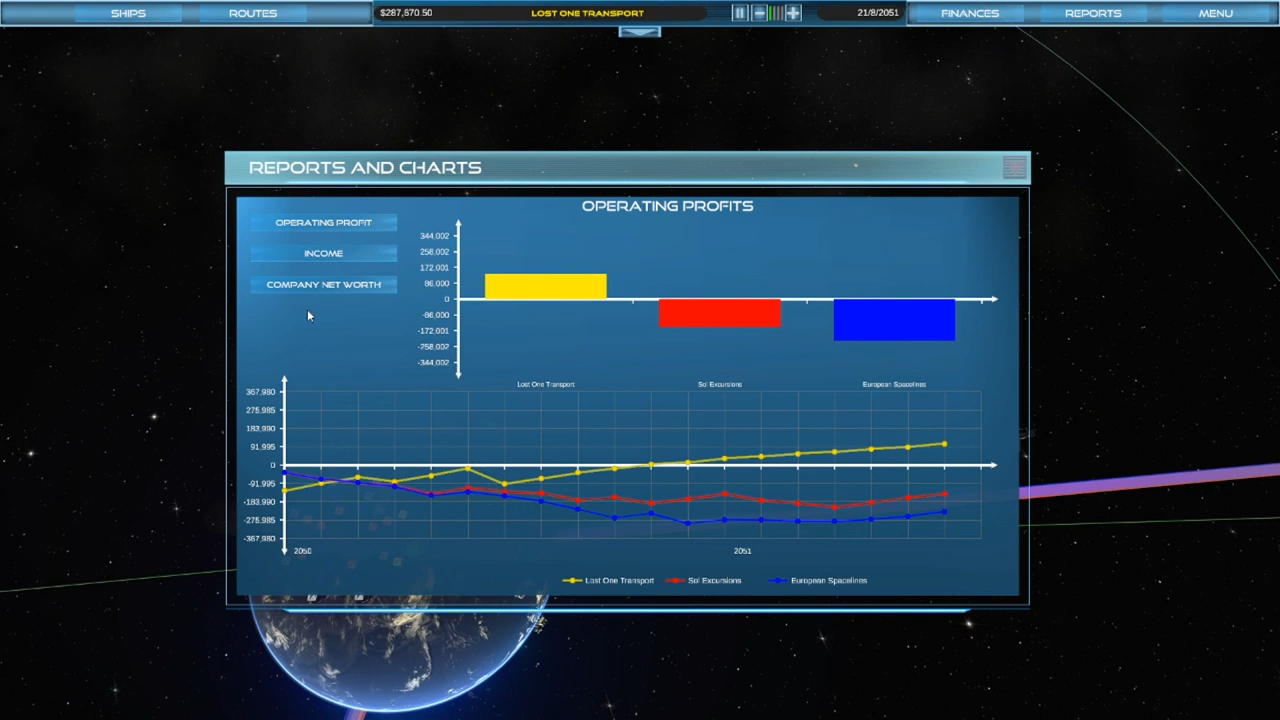 SHIPS
ROUTES
$287,670.50
LOST ONE TRANSPORT
21/8/2051
FINANCES
REPORTS
MENU
REPORTS AND CHARTS
OPERATING PROFIT
INCOME
COMPANY NET WORTH
OPERATING PROFITS
344,002
258,002
172,001
86,000
0
-86,000
-172,001
-258,002
-344,002
Lost One Transport
Sol Excursions
European Spacelines
367,980
275,985
183,990
91,995
0
-91,995
-183,990
-275,985
-367,980
2050
2051
Lost One Transport
Sol Excursions
European Spacelines